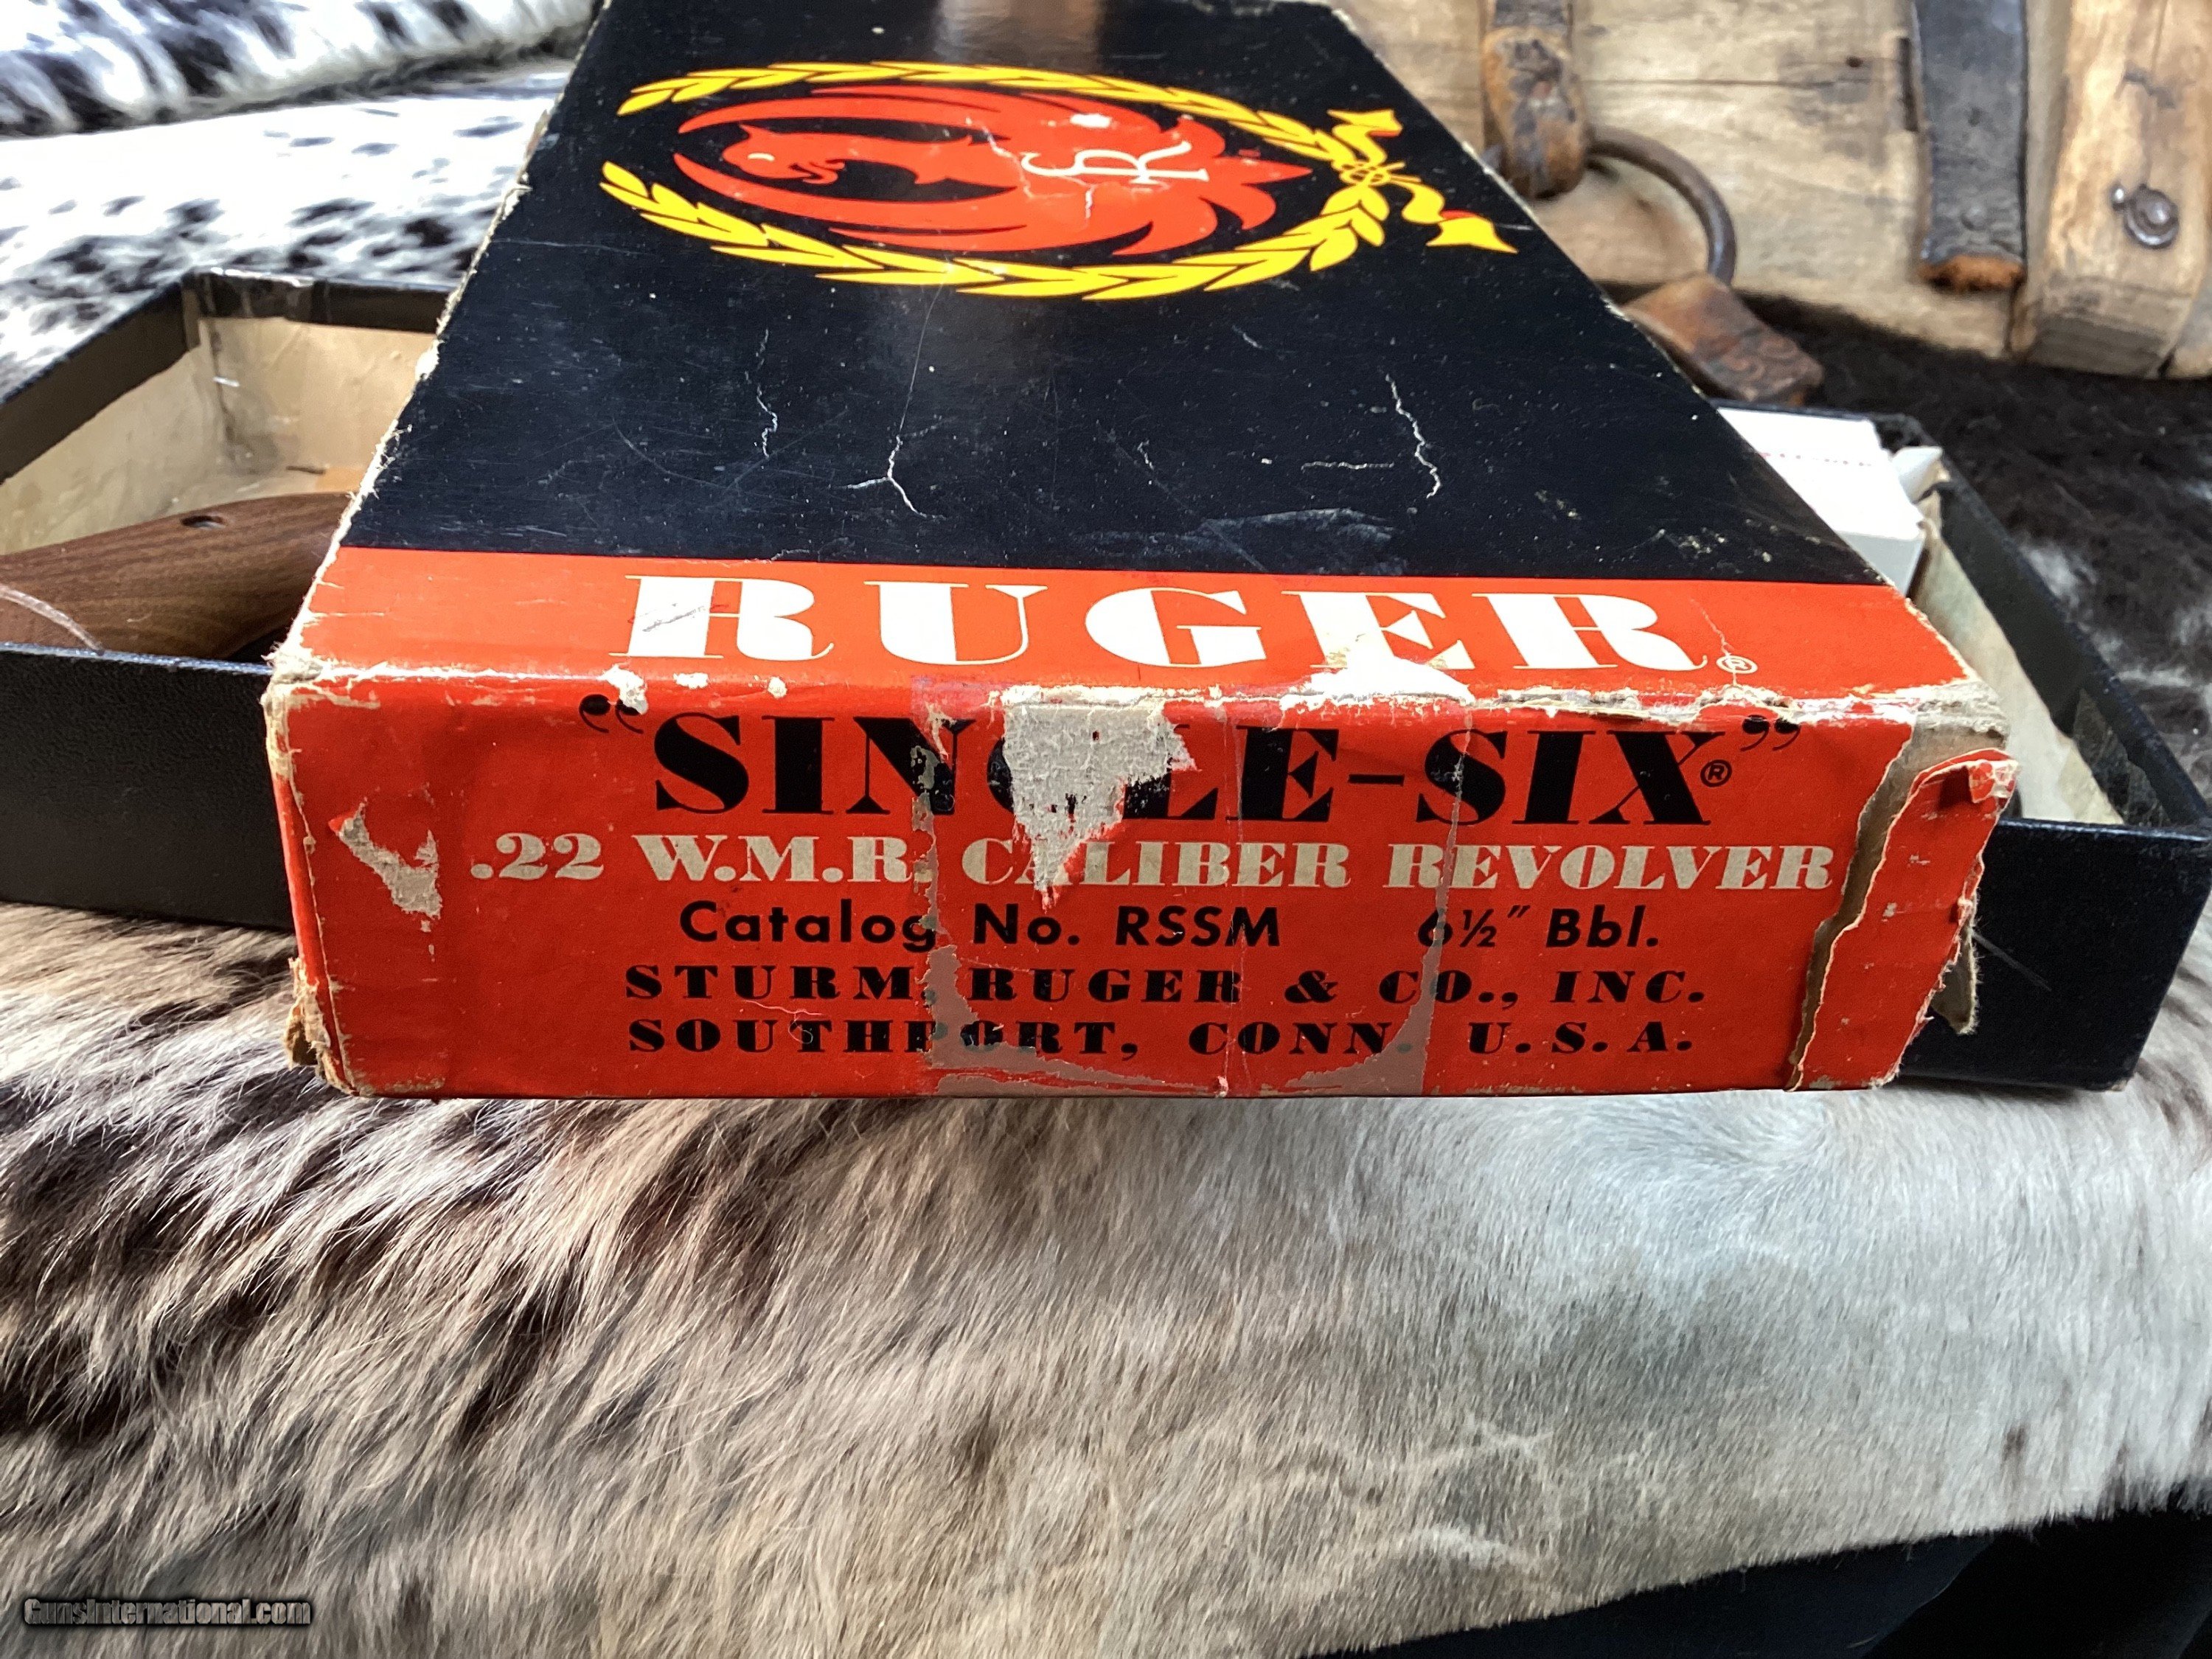 R
RUGER®
"SINGLE-SIX"®
.22 W.M.R. CALIBER REVOLVER
Catalog No. RSSM 6½" Bbl.
STURM, RUGER & CO., INC.
SOUTHPORT, CONN. U.S.A.
GunsInternational.com